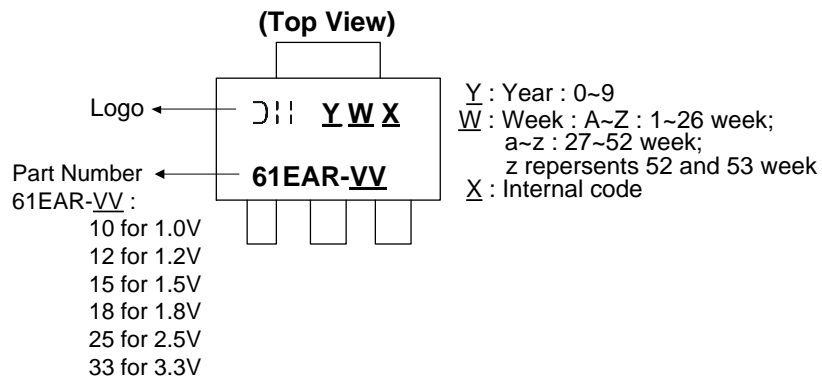 (Top View)
Logo
Y W X
Y : Year : 0~9
W : Week : A~Z : 1~26 week;
a~z : 27~52 week;
z repersents 52 and 53 week
X : Internal code
Part Number
61EAR-VV
61EAR-VV :
10 for 1.0V
12 for 1.2V
15 for 1.5V
18 for 1.8V
25 for 2.5V
33 for 3.3V